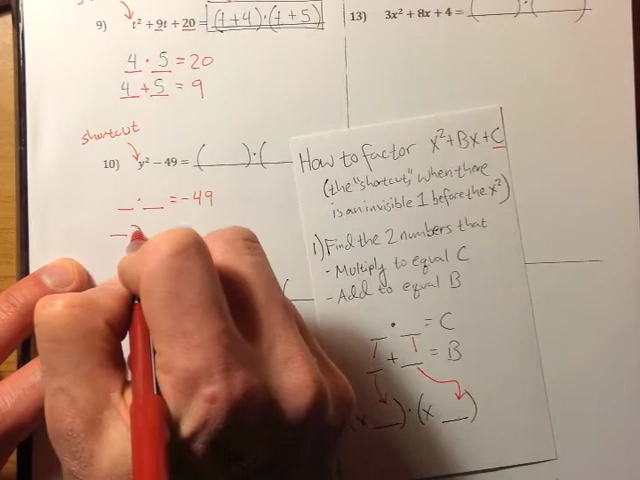 9) t² + 9t + 20 = (t+4)·(t+5)
4 · 5 = 20
4 + 5 = 9
shortcut
10) y² − 49 = (      )·(
_ · _ = -49
_
13) 3x² + 8x + 4 = (      )·(      )
How to factor x²+Bx+C
(the "shortcut," when there
is an invisible 1 before the x²)
1) Find the 2 numbers that
- Multiply to equal C
- Add to equal B
_ · _ = C
_ + _ = B
(x _)·(x _)